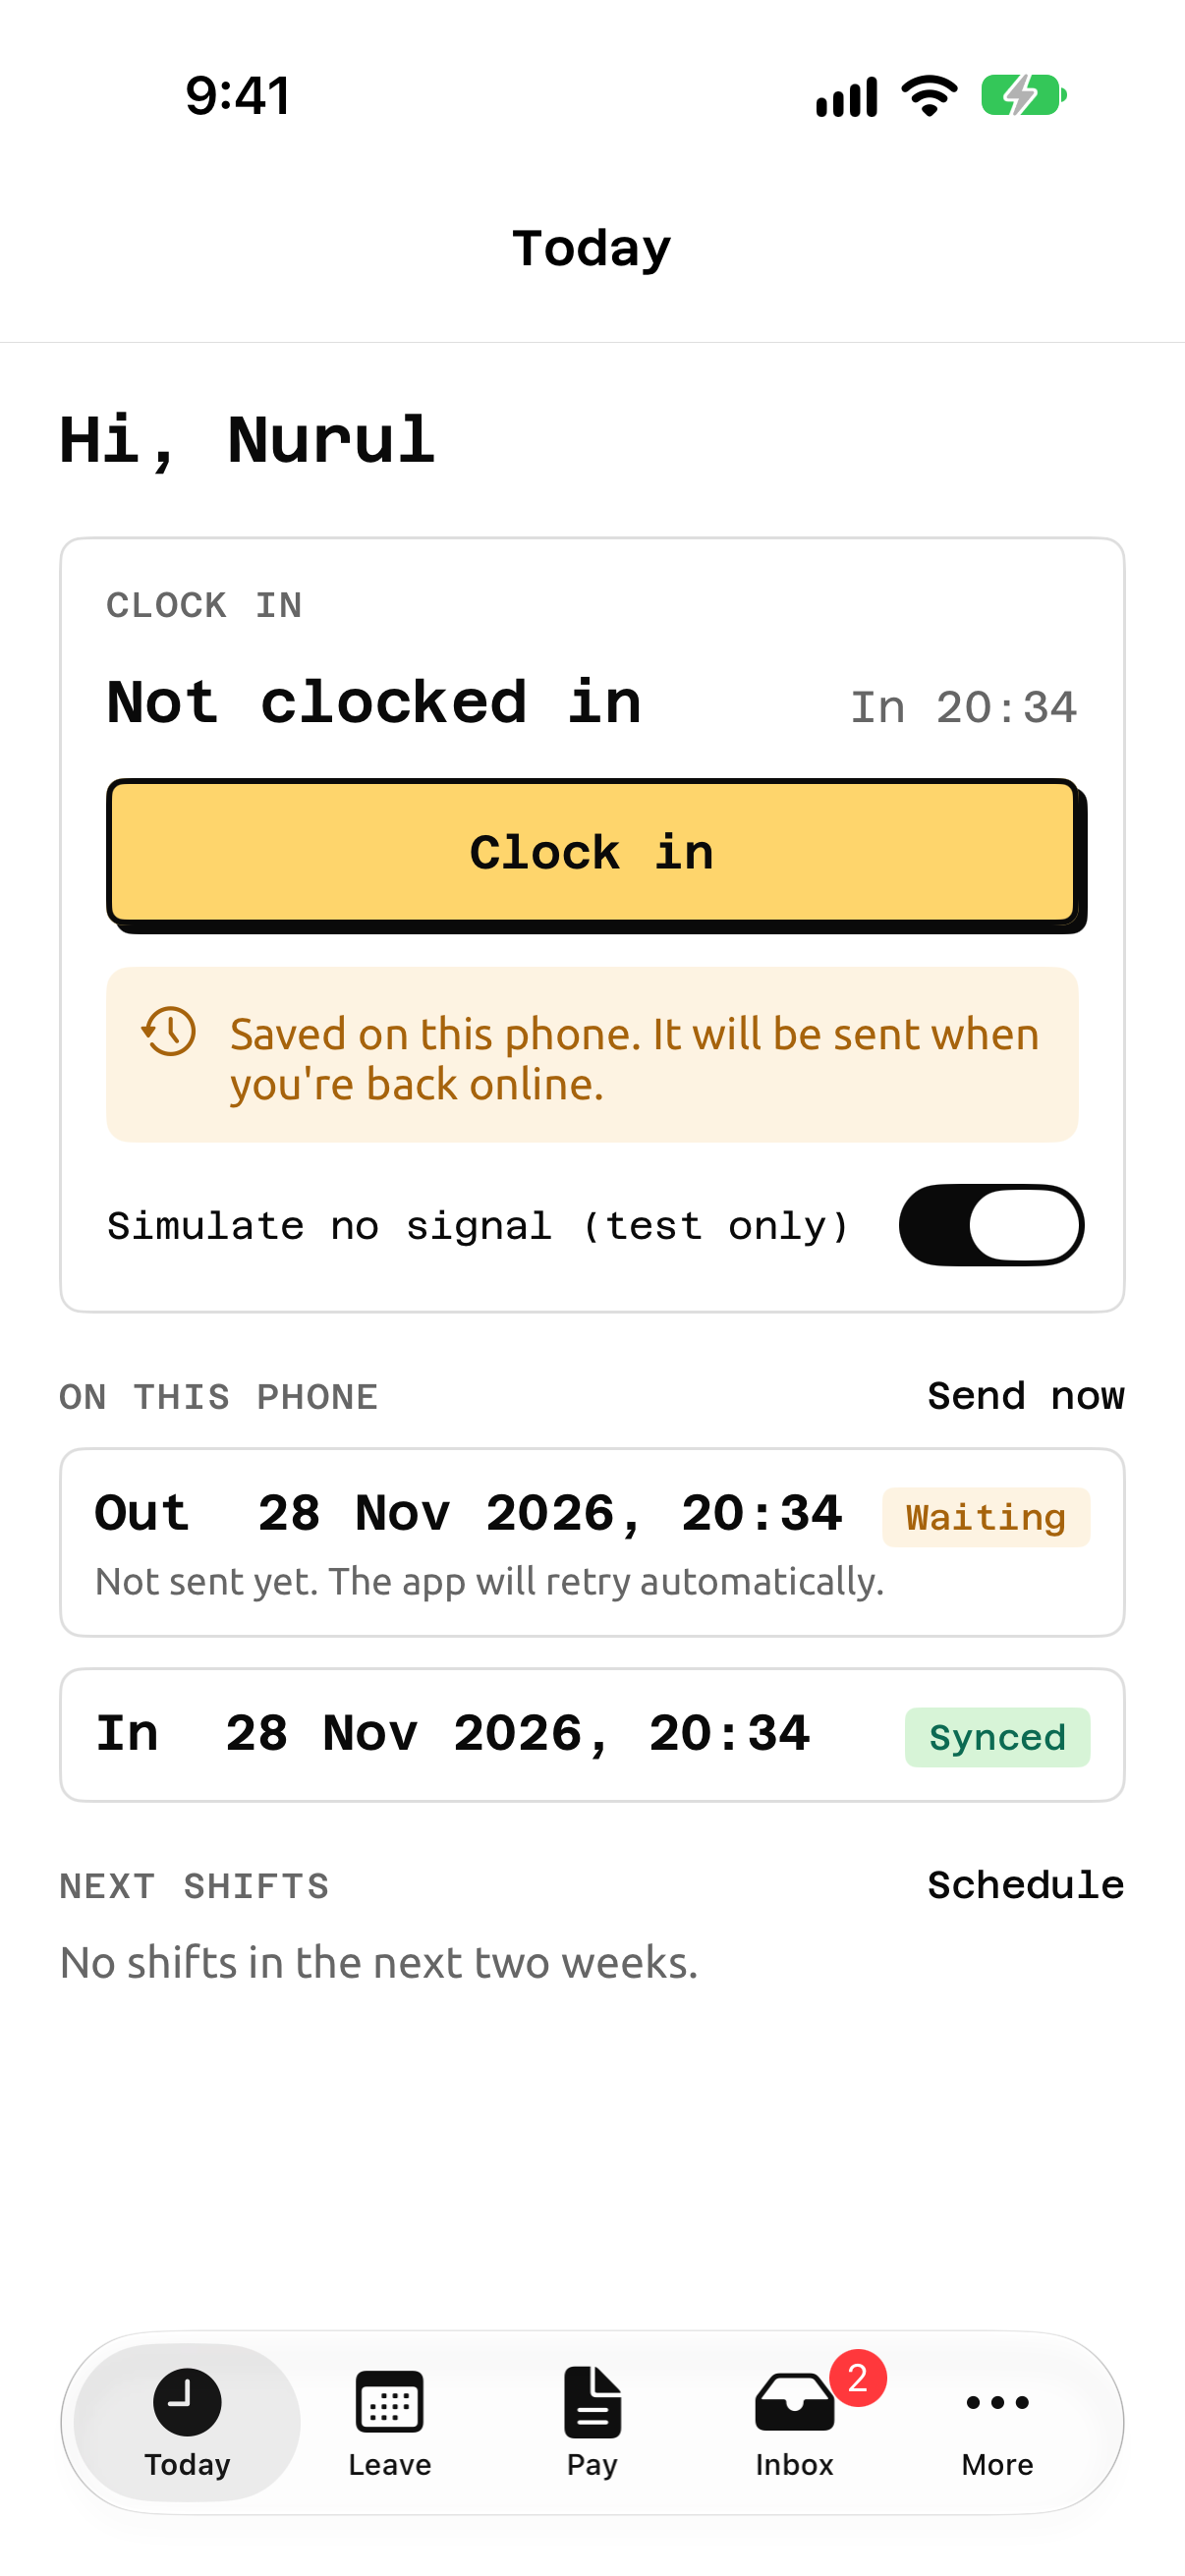 9:41
Today
Hi, Nurul
CLOCK IN
Not clocked in
In 20:34
Clock in
Saved on this phone. It will be sent when
you're back online.
Simulate no signal (test only)
ON THIS PHONE
Send now
Out 28 Nov 2026, 20:34
Waiting
Not sent yet. The app will retry automatically.
In 28 Nov 2026, 20:34
Synced
NEXT SHIFTS
Schedule
No shifts in the next two weeks.
2
Today
Leave
Pay
Inbox
More